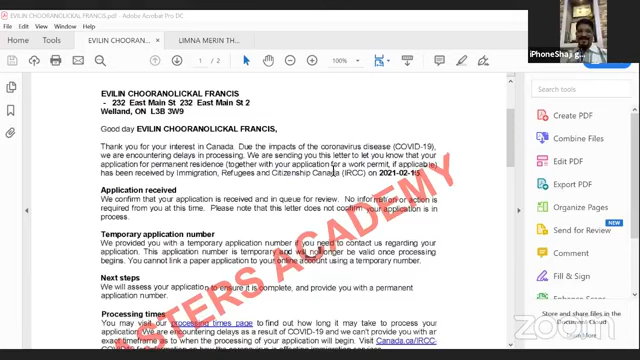 EVILIN CHOORANOLICKAL FRANCIS.pdf - Adobe Acrobat Pro DC
File Edit View Window Help
Home Tools EVILIN CHOORANOLI... × LIMNA MERIN TH...
1 / 2 100%
iPhoneShaj g
EVILIN CHOORANOLICKAL FRANCIS
- 232 East Main St 232 East Main St 2
Welland, ON L3B 3W9
Good day EVILIN CHOORANOLICKAL FRANCIS,
Thank you for your interest in Canada. Due the impacts of the coronavirus disease (COVID-19),
we are encountering delays in processing. We are sending you this letter to let you know that your
application for permanent residence (together with your application for a work permit, if applicable)
has been received by Immigration, Refugees and Citizenship Canada (IRCC) on 2021-02-15
Application received
We confirm that your application is received and in queue for review. No information or action is
required from you at this time. Please note that this letter does not confirm your application is in
process.
Temporary application number
We provided you with a temporary application number if you need to contact us regarding your
application. This application number is temporary and will no longer be valid once processing
begins. You cannot link a paper application to your online account using a temporary number.
Next steps
We will assess your application to ensure it is complete, and provide you with a permanent
application number.
Processing times
You may visit our processing times page to find out how long it may take to process your
application. We are encountering delays as a result of COVID-19 and we can't provide you with an
exact timeframe as to when the processing of your application will begin. Visit Canada.ca/IRCC-
STERS ACADEMY
Create PDF
Combine Files
Edit PDF
Export PDF
Organize Pages
Send for Review
Comment
Fill & Sign
Store and share files in the
Document Cloud
Learn More
zoom